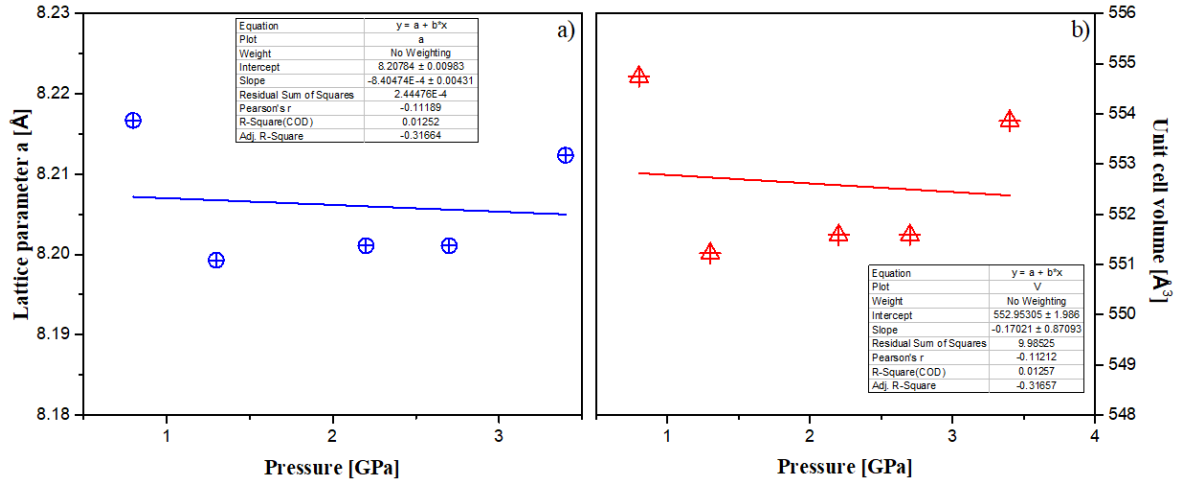 8.23
8.22
8.21
8.20
8.19
8.18
Lattice parameter a [Å]
a)
Equation y = a + b*x
Plot a
Weight No Weighting
Intercept 8.20784 ± 0.00983
Slope -8.40474E-4 ± 0.00431
Residual Sum of Squares 2.44476E-4
Pearson's r -0.11189
R-Square(COD) 0.01252
Adj. R-Square -0.31664
1 2 3
Pressure [GPa]
b)
Equation y = a + b*x
Plot V
Weight No Weighting
Intercept 552.95305 ± 1.986
Slope -0.17021 ± 0.87093
Residual Sum of Squares 9.98525
Pearson's r -0.11212
R-Square(COD) 0.01257
Adj. R-Square -0.31657
1 2 3 4
Pressure [GPa]
556
555
554
553
552
551
550
549
548
Unit cell volume [Å³]